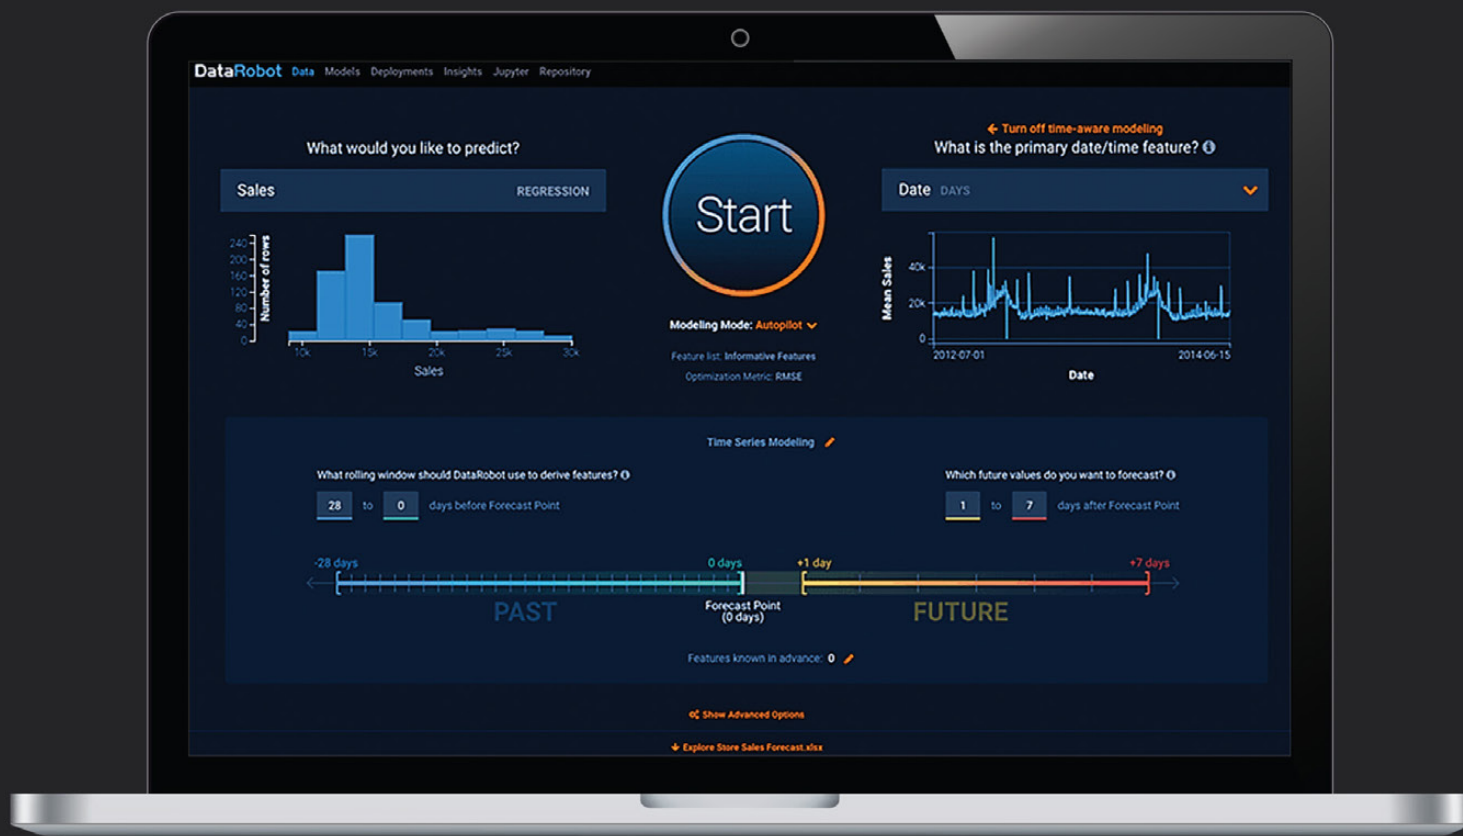 DataRobot Data Models Deployments Insights Jupyter Repository
What would you like to predict?
Sales REGRESSION
240
200
160
120
80
40
0
Number of rows
10k 15k 20k 25k 30k
Sales
Start
Modeling Mode: Autopilot
Feature list: Informative Features
Optimization Metric: RMSE
Turn off time-aware modeling
What is the primary date/time feature?
Date DAYS
Mean Sales
40k
20k
0
2012-07-01 2014-06-15
Date
Time Series Modeling
What rolling window should DataRobot use to derive features?
28 to 0 days before Forecast Point
Which future values do you want to forecast?
1 to 7 days after Forecast Point
-28 days 0 days +1 day +7 days
PAST
Forecast Point
(0 days)
FUTURE
Features known in advance: 0
Show Advanced Options
Explore Store Sales Forecast.xlsx